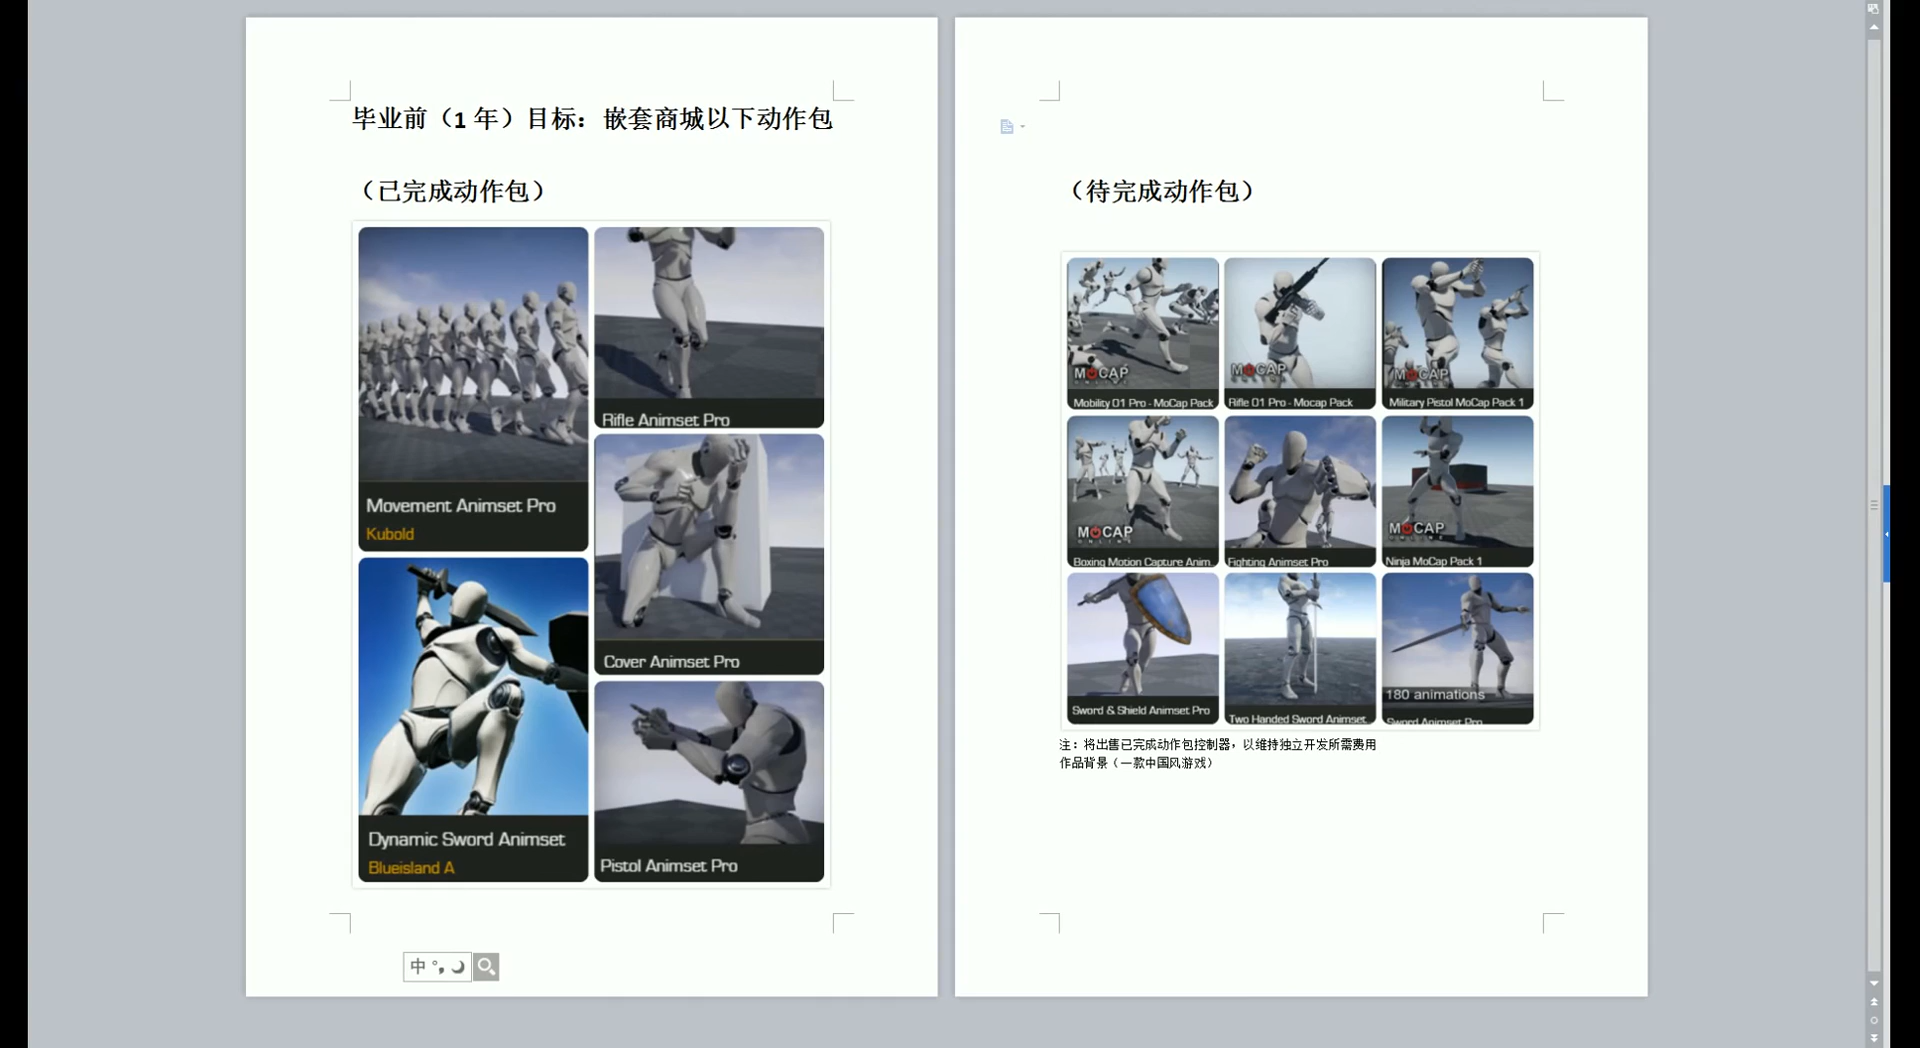 毕业前（1 年）目标：嵌套商城以下动作包
（已完成动作包）
Movement Animset Pro
Kubold
Rifle Animset Pro
Cover Animset Pro
Dynamic Sword Animset
Blueisland A
Pistol Animset Pro
中 °,
（待完成动作包）
MOCAP
ONLINE
Mobility 01 Pro - MoCap Pack
MOCAP
Rifle 01 Pro - Mocap Pack
MOCAP
Military Pistol MoCap Pack 1
MOCAP
ONLINE
Boxing Motion Capture Anim.
Fighting Animset Pro
MOCAP
ONLINE
Ninja MoCap Pack 1
Sword & Shield Animset Pro
Two Handed Sword Animset.
180 animations
Sword Animset Pro
注：将出售已完成动作包控制器，以维持独立开发所需费用
作品背景（一款中国风游戏）